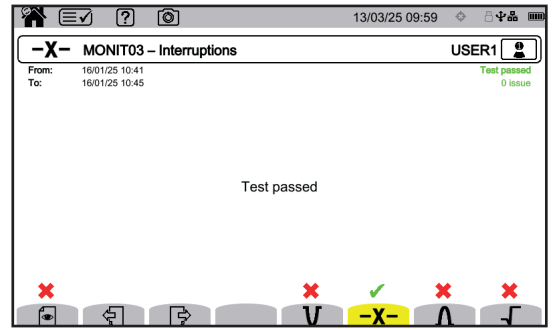 13/03/25 09:59
-X- MONIT03 – Interruptions USER1
From: 16/01/25 10:41 Test passed
To: 16/01/25 10:45 0 issue
Test passed
-X-